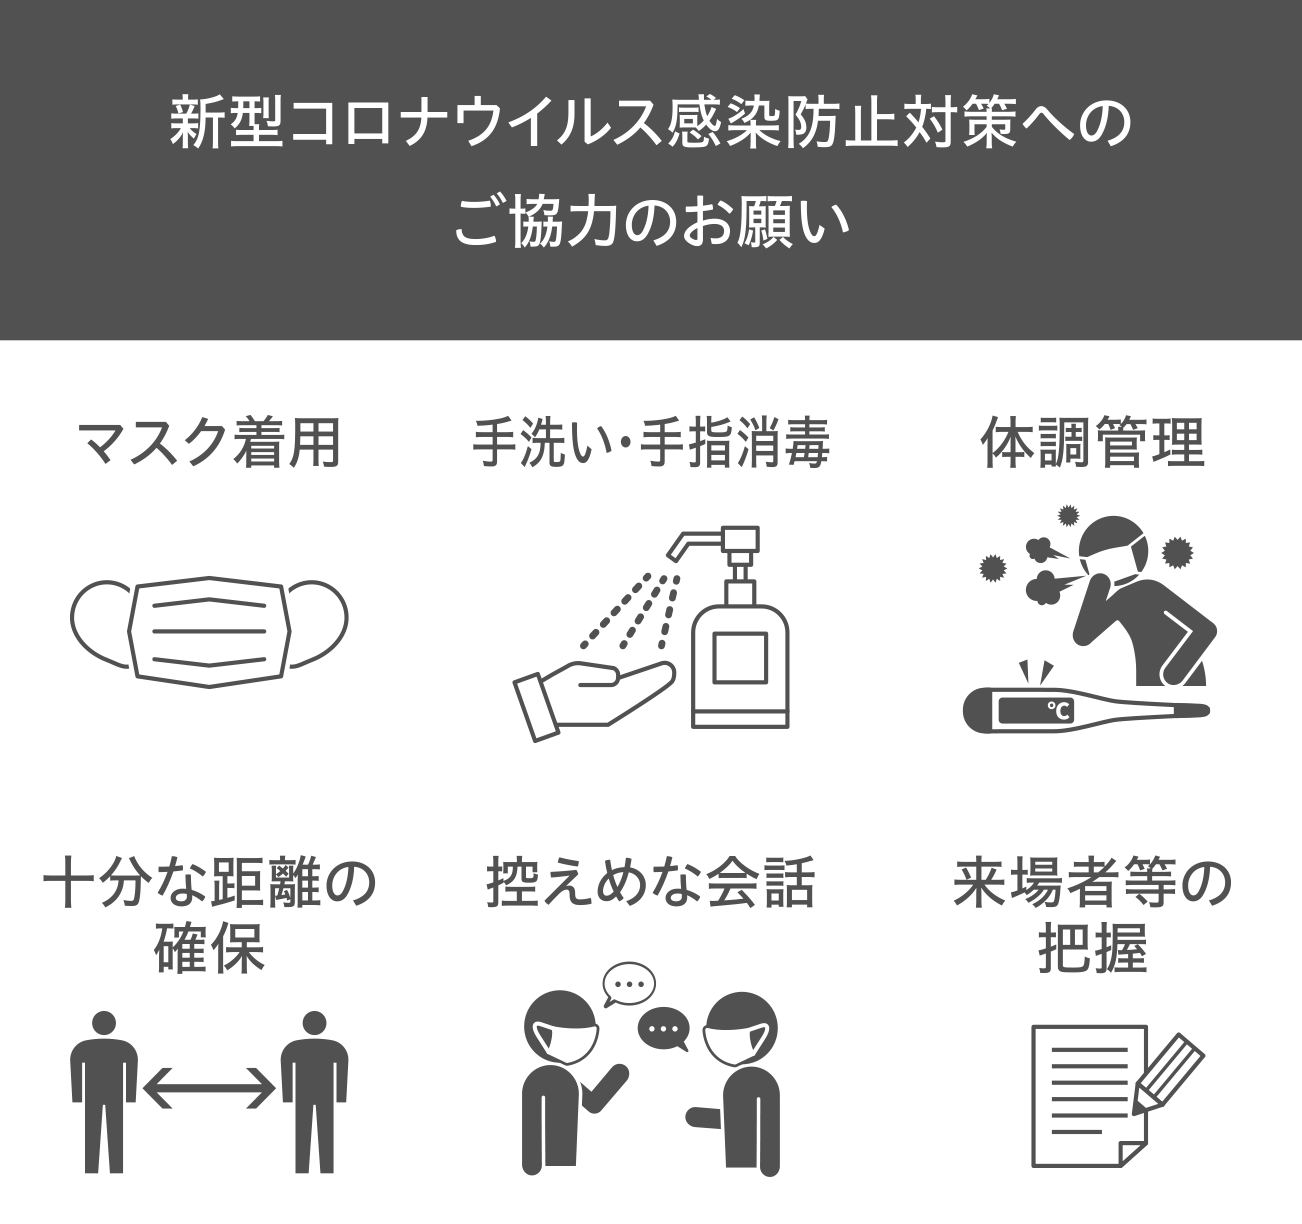 新型コロナウイルス感染防止対策への
ご協力のお願い
マスク着用
手洗い・手指消毒
体調管理
℃
十分な距離の
確保
控えめな会話
来場者等の
把握